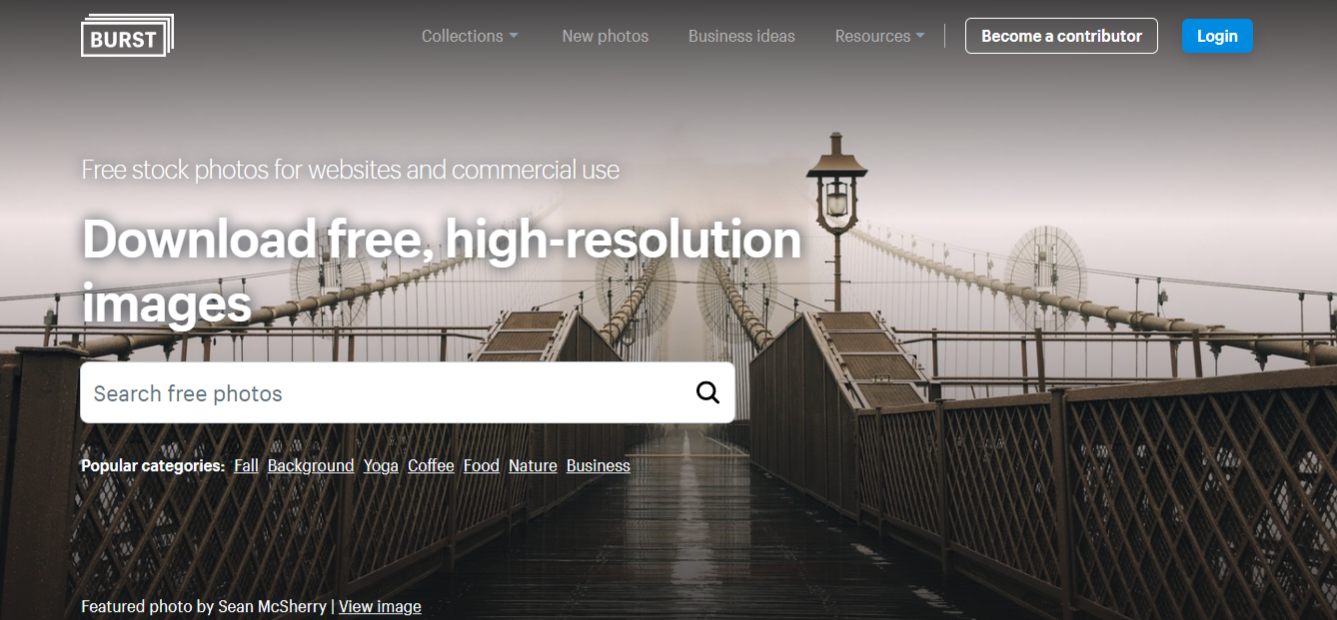 BURST
Collections
New photos
Business ideas
Resources
Become a contributor
Login
Free stock photos for websites and commercial use
Download free, high-resolution
images
Search free photos
Popular categories: Fall Background Yoga Coffee Food Nature Business
Featured photo by Sean McSherry | View image